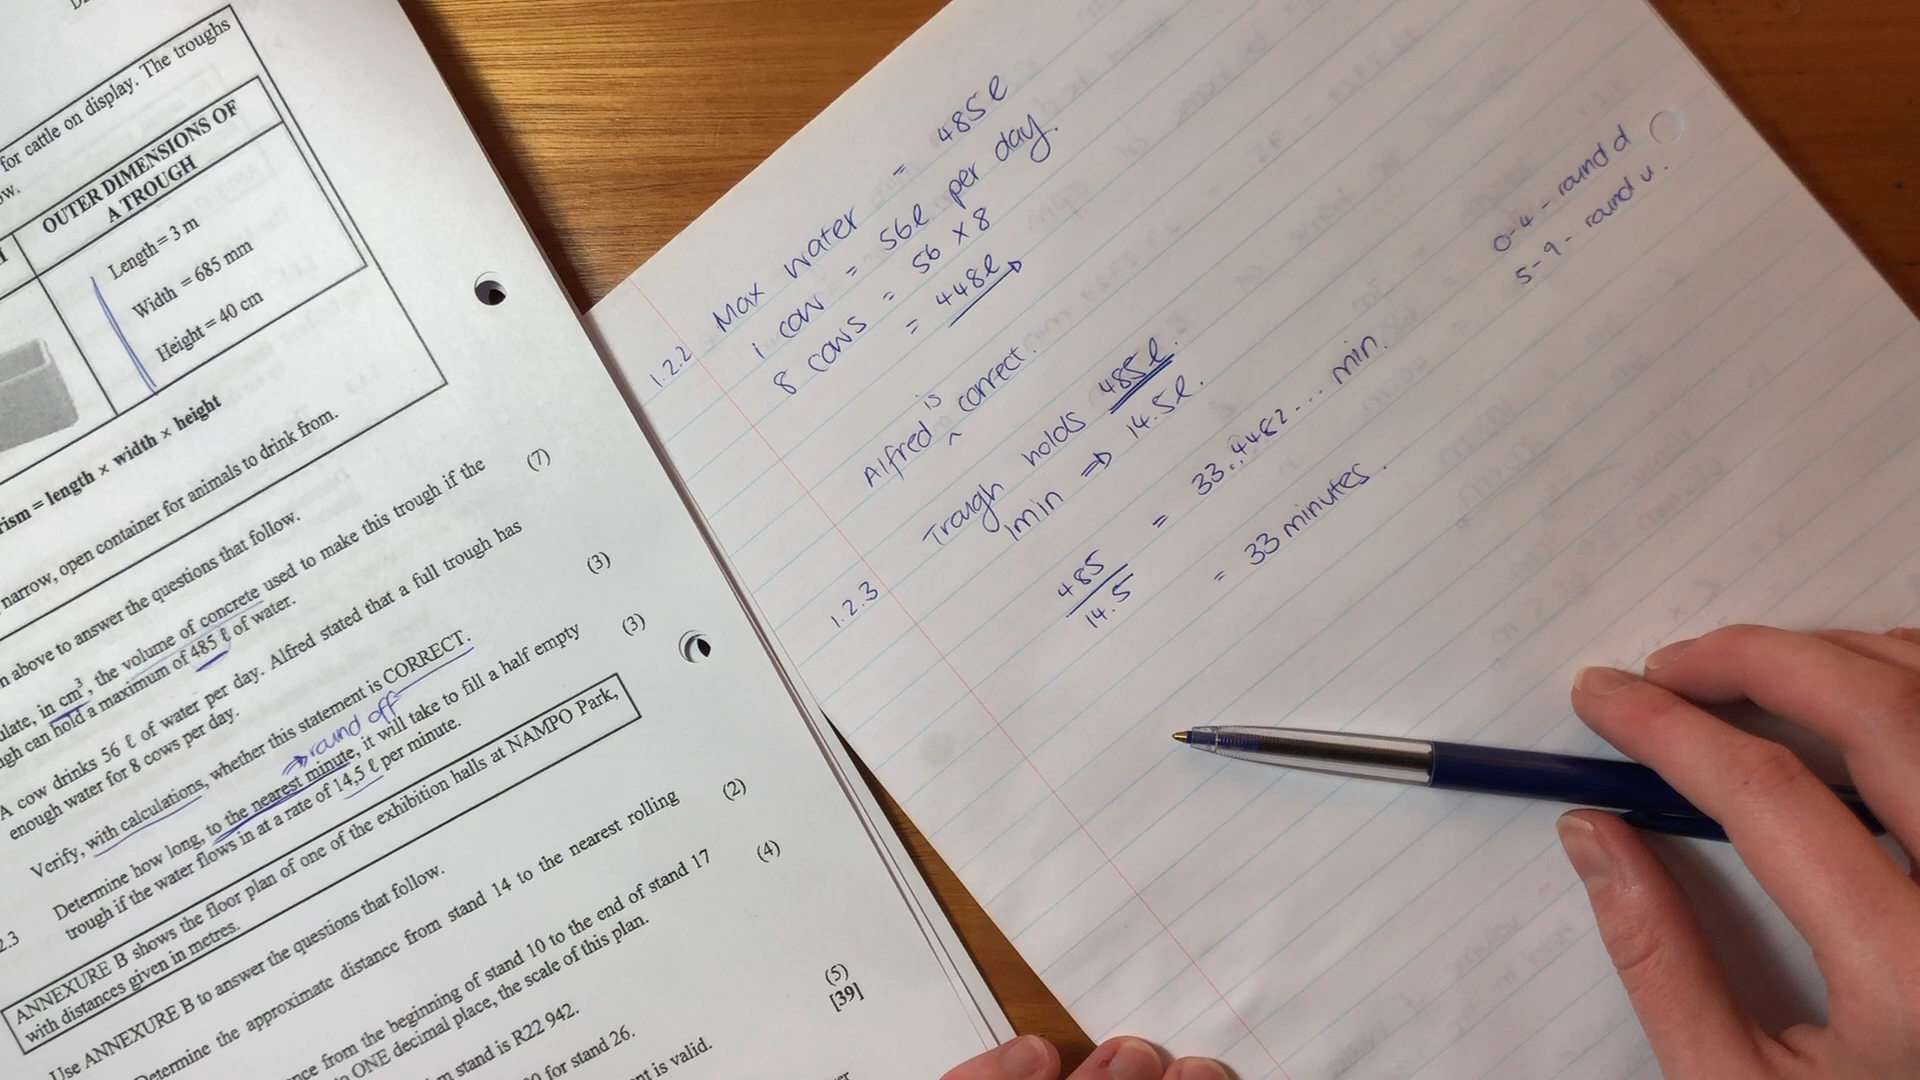 for cattle on display. The troughs
OUTER DIMENSIONS OF
A TROUGH
Length = 3 m
Width = 685 mm
Height = 40 cm
= length × width × height
narrow, open container for animals to drink from.
above to answer the questions that follow.
in cm³, the volume of concrete used to make this trough if the
can hold a maximum of 485 ℓ of water.
(7)
A cow drinks 56 ℓ of water per day. Alfred stated that a full trough has
enough water for 8 cows per day.
Verify, with calculations, whether this statement is CORRECT.
(3)
⇒ round off
Determine how long, to the nearest minute, it will take to fill a half empty
trough if the water flows in at a rate of 14,5 ℓ per minute.
(3)
ANNEXURE B shows the floor plan of one of the exhibition halls at NAMPO Park,
with distances given in metres.
Use ANNEXURE B to answer the questions that follow.
Determine the approximate distance from stand 14 to the nearest rolling
(2)
from the beginning of stand 10 to the end of stand 17
ONE decimal place, the scale of this plan.
(4)
stand is R22 942.
for stand 26.
is valid.
(5)
[39]
1.2.2 Max water = 485ℓ
1 cow = 56ℓ per day.
8 cows = 56 × 8
= 448ℓ
Alfred is correct.
1.2.3 Trough holds 485ℓ.
1min ⇒ 14.5ℓ.
485/14.5 = 33.4482... min.
= 33 minutes.
0-4 - round d
5-9 - round u.